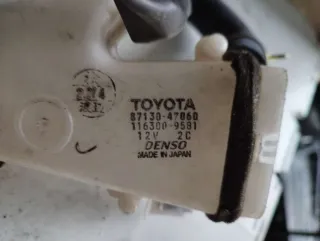 TOYOTA
87130-47060
116300-9581
12V 2C
DENSO
MADE IN JAPAN